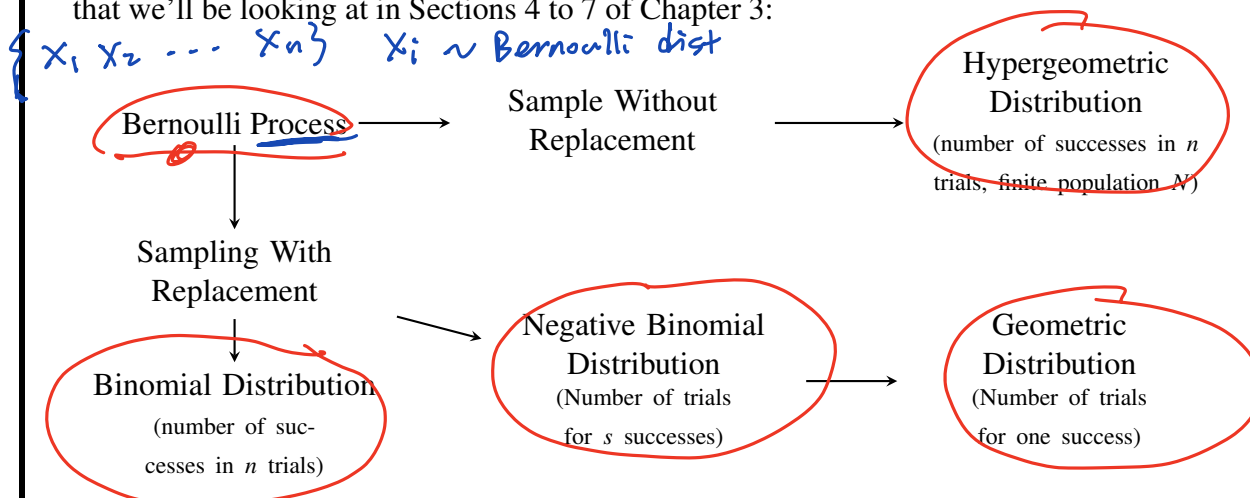 that we'll be looking at in Sections 4 to 7 of Chapter 3:
{ X₁ X₂ --- Xn } Xi ~ Bernoulli dist
Hypergeometric
Distribution
(number of successes in n
trials, finite population N)
Sample Without
Replacement
Bernoulli Process
Sampling With
Replacement
Binomial Distribution
(number of suc-
cesses in n trials)
Negative Binomial
Distribution
(Number of trials
for s successes)
Geometric
Distribution
(Number of trials
for one success)